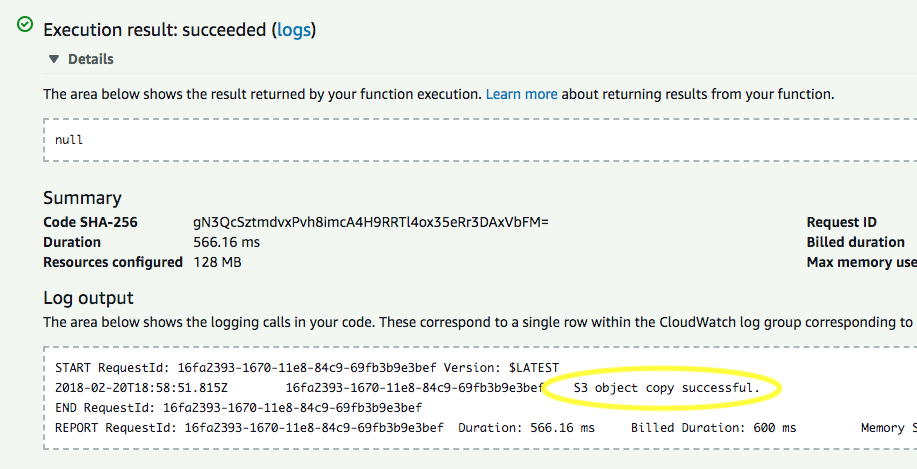 Execution result: succeeded (logs)
Details
The area below shows the result returned by your function execution. Learn more about returning results from your function.
null
Summary
Code SHA-256 gN3QcSztmdvxPvh8imcA4H9RRTl4ox35eRr3DAxVbFM= Request ID
Duration 566.16 ms Billed duration
Resources configured 128 MB Max memory use
Log output
The area below shows the logging calls in your code. These correspond to a single row within the CloudWatch log group corresponding to
START RequestId: 16fa2393-1670-11e8-84c9-69fb3b9e3bef Version: $LATEST
2018-02-20T18:58:51.815Z 16fa2393-1670-11e8-84c9-69fb3b9e3bef S3 object copy successful.
END RequestId: 16fa2393-1670-11e8-84c9-69fb3b9e3bef
REPORT RequestId: 16fa2393-1670-11e8-84c9-69fb3b9e3bef Duration: 566.16 ms Billed Duration: 600 ms Memory S